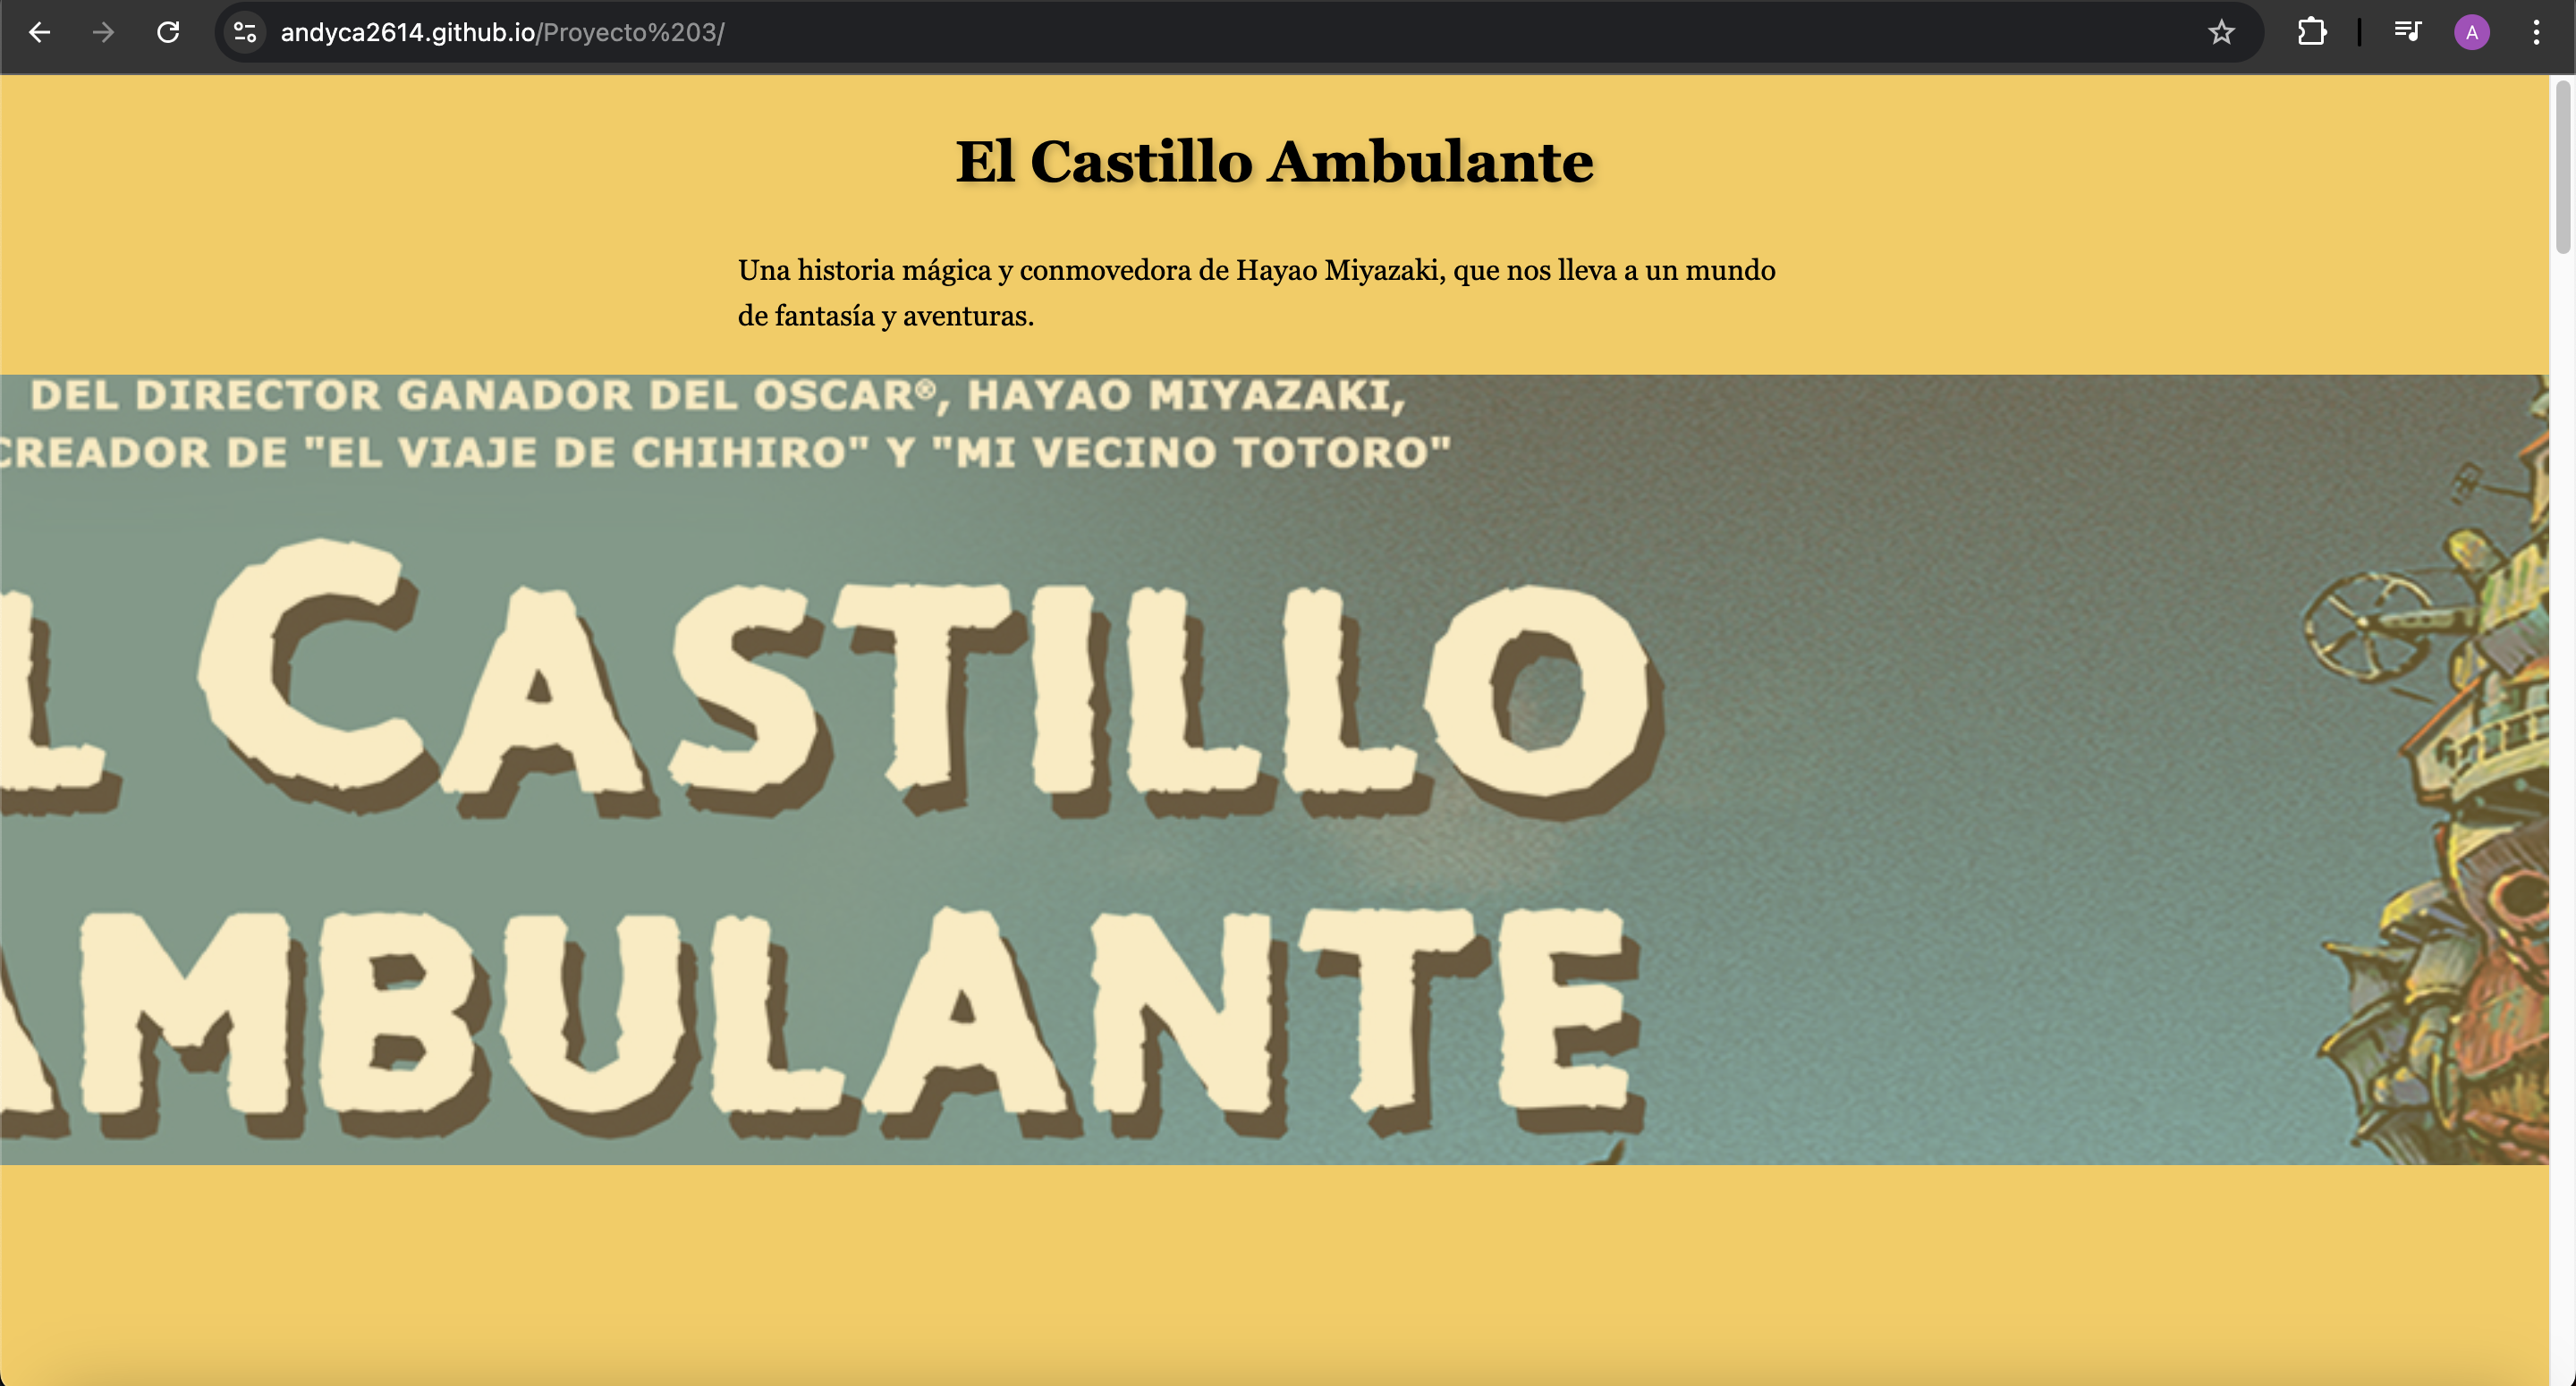 andyca2614.github.io/Proyecto%203/
A
El Castillo Ambulante
Una historia mágica y conmovedora de Hayao Miyazaki, que nos lleva a un mundo
de fantasía y aventuras.
DEL DIRECTOR GANADOR DEL OSCAR®, HAYAO MIYAZAKI,
CREADOR DE "EL VIAJE DE CHIHIRO" Y "MI VECINO TOTORO"
L CASTILLO
AMBULANTE